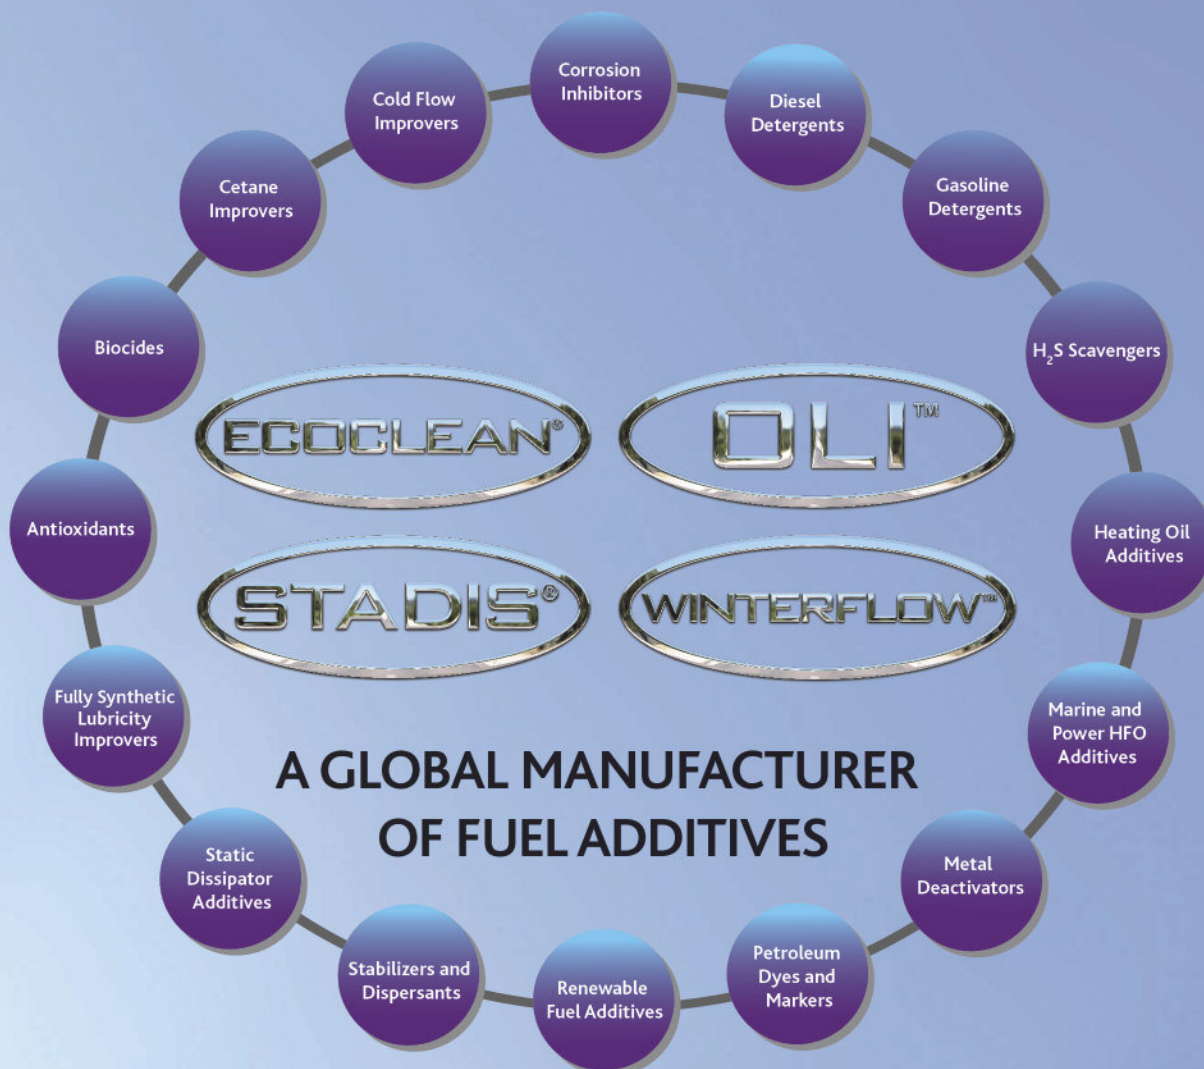 Corrosion
Inhibitors
Diesel
Detergents
Gasoline
Detergents
H₂S Scavengers
Heating Oil
Additives
Marine and
Power HFO
Additives
Metal
Deactivators
Petroleum
Dyes and
Markers
Renewable
Fuel Additives
Stabilizers and
Dispersants
Static
Dissipator
Additives
Fully Synthetic
Lubricity
Improvers
Antioxidants
Biocides
Cetane
Improvers
Cold Flow
Improvers
ECOCLEAN®
OLI™
STADIS®
WINTERFLOW™
A GLOBAL MANUFACTURER
OF FUEL ADDITIVES